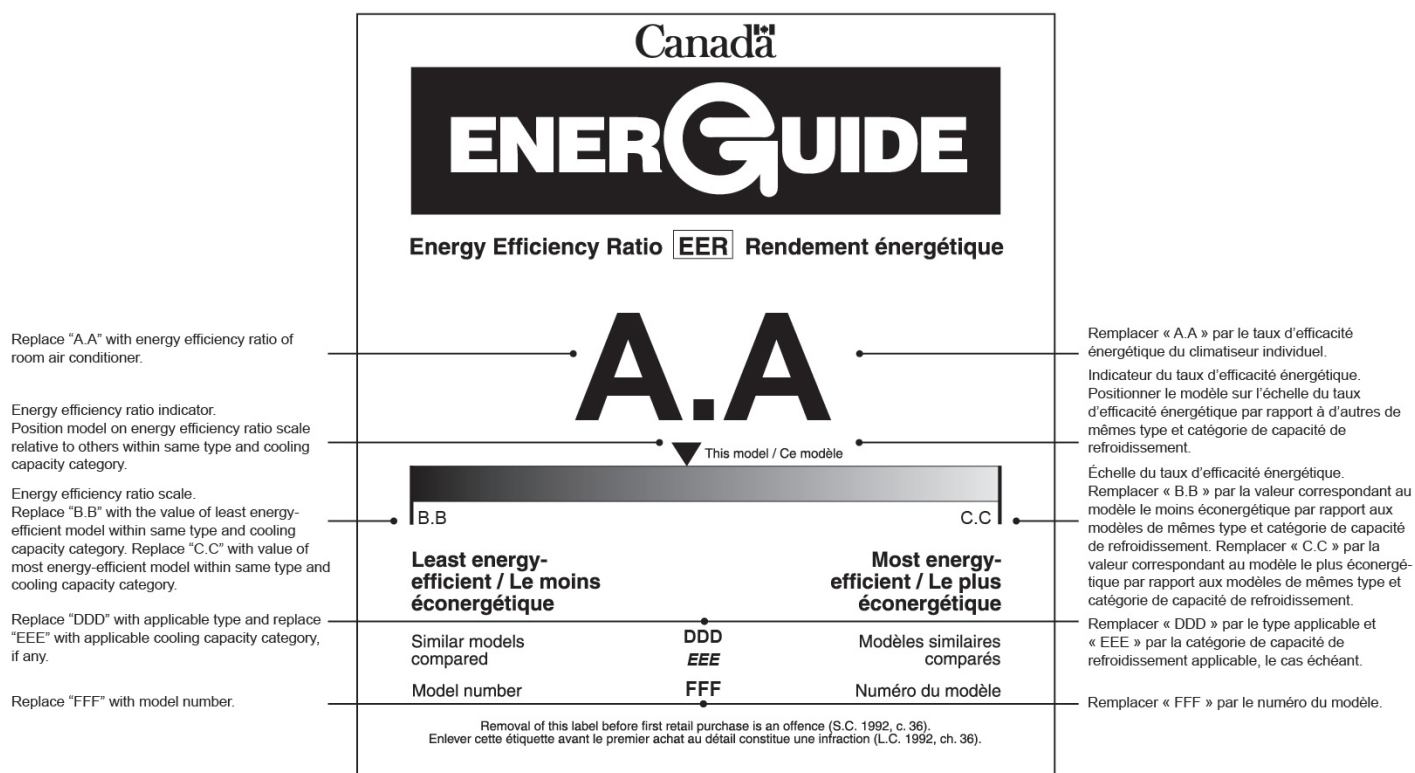 Canada
ENERGUIDE
Energy Efficiency Ratio EER Rendement énergétique
Replace “A.A” with energy efficiency ratio of
room air conditioner.
A.A
Remplacer « A.A » par le taux d’efficacité
énergétique du climatiseur individuel.
Energy efficiency ratio indicator.
Position model on energy efficiency ratio scale
relative to others within same type and cooling
capacity category.
This model / Ce modèle
Indicateur du taux d’efficacité énergétique.
Positionner le modèle sur l’échelle du taux
d’efficacité énergétique par rapport à d’autres de
mêmes type et catégorie de capacité de
refroidissement.
Energy efficiency ratio scale.
Replace “B.B” with the value of least energy-
efficient model within same type and cooling
capacity category. Replace “C.C” with value of
most energy-efficient model within same type and
cooling capacity category.
B.B
C.C
Échelle du taux d’efficacité énergétique.
Remplacer « B.B » par la valeur correspondant au
modèle le moins éconergétique par rapport aux
modèles de mêmes type et catégorie de capacité
de refroidissement. Remplacer « C.C » par la
valeur correspondant au modèle le plus éconergé-
tique par rapport aux modèles de mêmes type et
catégorie de capacité de refroidissement.
Least energy-
efficient / Le moins
éconergétique
Most energy-
efficient / Le plus
éconergétique
Replace “DDD” with applicable type and replace
“EEE” with applicable cooling capacity category,
if any.
Similar models
compared
DDD
EEE
Modèles similaires
comparés
Remplacer « DDD » par le type applicable et
« EEE » par la catégorie de capacité de
refroidissement applicable, le cas échéant.
Replace “FFF” with model number.
Model number
FFF
Numéro du modèle
Remplacer « FFF » par le numéro du modèle.
Removal of this label before first retail purchase is an offence (S.C. 1992, c. 36).
Enlever cette étiquette avant le premier achat au détail constitue une infraction (L.C. 1992, ch. 36).